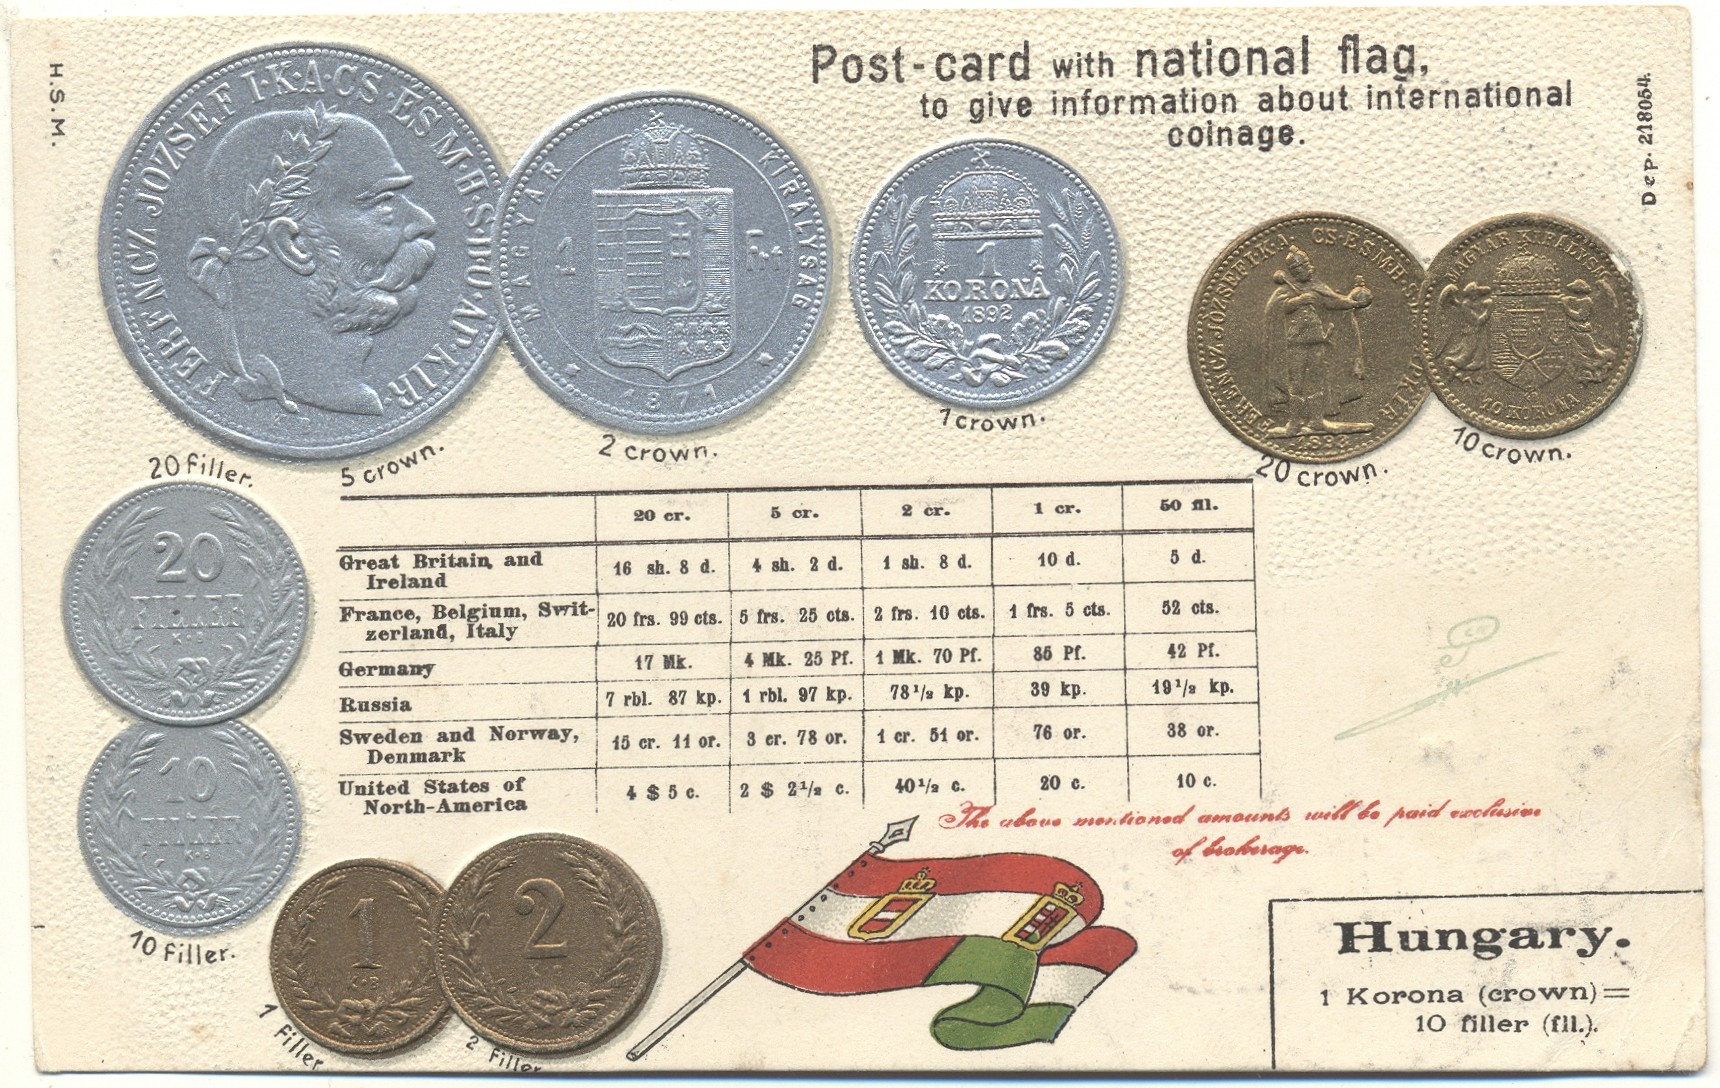 H. S. M.
Post-card with national flag,
to give information about international
coinage.
Dep. 218054.
FERENCZ JÓZSEF I·K·A·CS·ÉS M·H·S·D·O·AP·KIR·
MAGYAR KIRÁLYSÁG
1 Frt
1871
1
KORONA
1892
5 crown.
2 crown.
1 crown.
20 crown.
10 crown.
10 KORONA
20 filler.
20
FILLER
K·B
10
FILLER
K·B
10 Filler.
1
K·B
1 Filler
2
2 Filler
20 cr. 5 cr. 2 cr. 1 cr. 50 fil.
Great Britain and
Ireland 16 sh. 8 d. 4 sh. 2 d. 1 sh. 8 d. 10 d. 5 d.
France, Belgium, Swit-
zerland, Italy 20 frs. 99 cts. 5 frs. 25 cts. 2 frs. 10 cts. 1 frs. 5 cts. 52 cts.
Germany 17 Mk. 4 Mk. 25 Pf. 1 Mk. 70 Pf. 85 Pf. 42 Pf.
Russia 7 rbl. 87 kp. 1 rbl. 97 kp. 78 1/2 kp. 39 kp. 19 1/2 kp.
Sweden and Norway,
Denmark 15 cr. 11 or. 3 cr. 78 or. 1 cr. 51 or. 76 or. 38 or.
United States of
North-America 4 $ 5 c. 2 $ 2 1/2 c. 40 1/2 c. 20 c. 10 c.
The above mentioned amounts will be paid exclusive
of brokerage.
Hungary.
1 Korona (crown) =
10 filler (fll.).